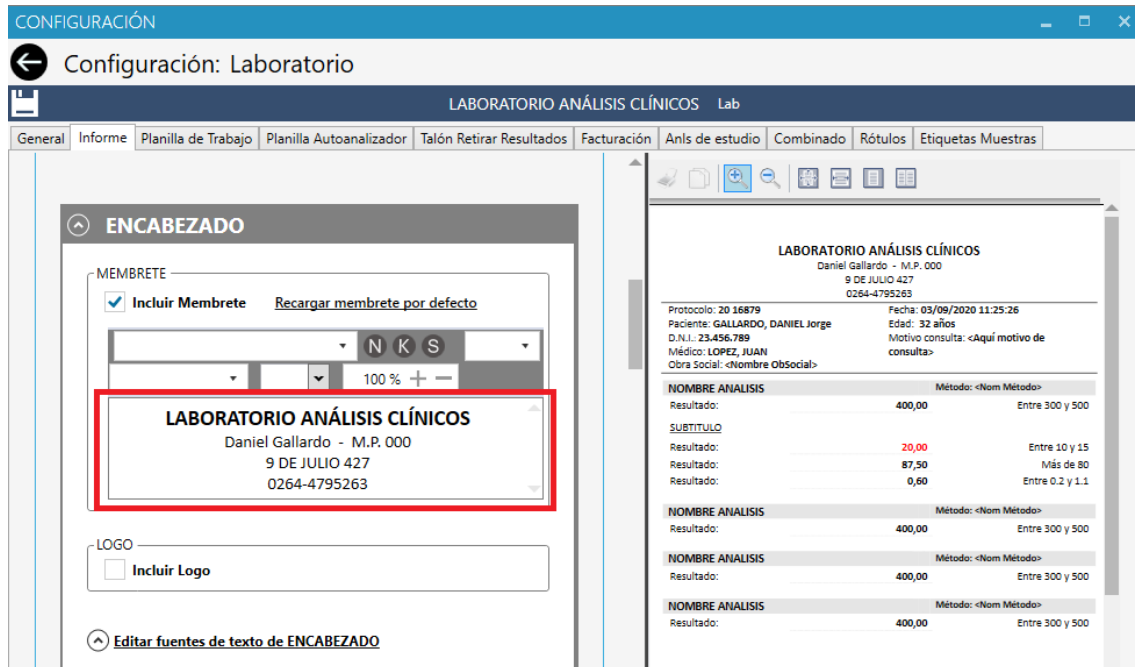 CONFIGURACIÓN
Configuración: Laboratorio
LABORATORIO ANÁLISIS CLÍNICOS Lab
General Informe Planilla de Trabajo Planilla Autoanalizador Talón Retirar Resultados Facturación Anls de estudio Combinado Rótulos Etiquetas Muestras
ENCABEZADO
MEMBRETE
Incluir Membrete Recargar membrete por defecto
N K S
100 %
LABORATORIO ANÁLISIS CLÍNICOS
Daniel Gallardo - M.P. 000
9 DE JULIO 427
0264-4795263
LOGO
Incluir Logo
Editar fuentes de texto de ENCABEZADO
LABORATORIO ANÁLISIS CLÍNICOS
Daniel Gallardo - M.P. 000
9 DE JULIO 427
0264-4795263
Protocolo: 20 16879 Fecha: 03/09/2020 11:25:26
Paciente: GALLARDO, DANIEL Jorge Edad: 32 años
D.N.I.: 23.456.789 Motivo consulta: <Aquí motivo de
Médico: LOPEZ, JUAN consulta>
Obra Social: <Nombre ObSocial>
NOMBRE ANALISIS Método: <Nom Método>
Resultado: 400,00 Entre 300 y 500
SUBTITULO
Resultado: 20,00 Entre 10 y 15
Resultado: 87,50 Más de 80
Resultado: 0,60 Entre 0.2 y 1.1
NOMBRE ANALISIS Método: <Nom Método>
Resultado: 400,00 Entre 300 y 500
NOMBRE ANALISIS Método: <Nom Método>
Resultado: 400,00 Entre 300 y 500
NOMBRE ANALISIS Método: <Nom Método>
Resultado: 400,00 Entre 300 y 500